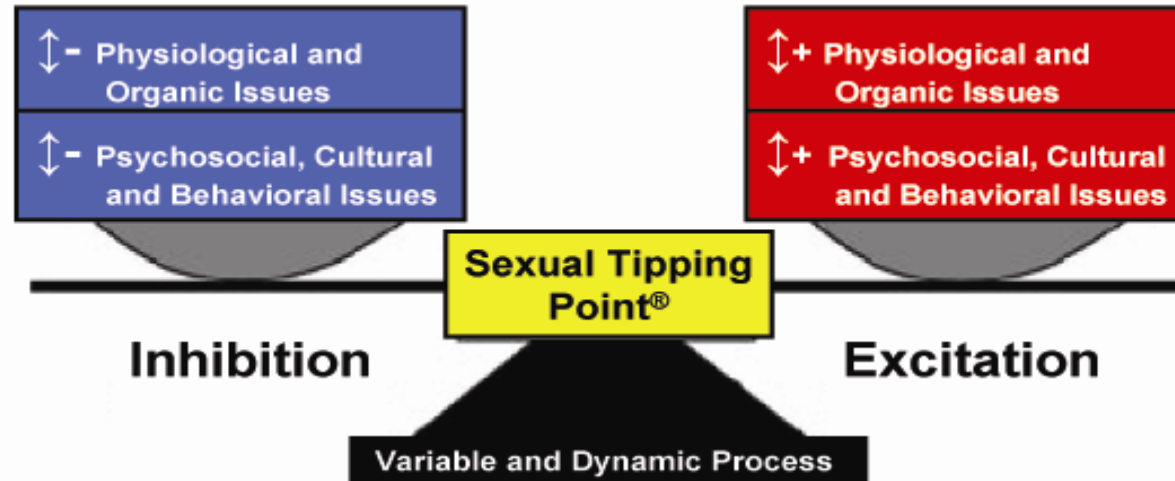 ↕- Physiological and
Organic Issues
↕- Psychosocial, Cultural
and Behavioral Issues
↕+ Physiological and
Organic Issues
↕+ Psychosocial, Cultural
and Behavioral Issues
Sexual Tipping
Point®
Inhibition
Excitation
Variable and Dynamic Process